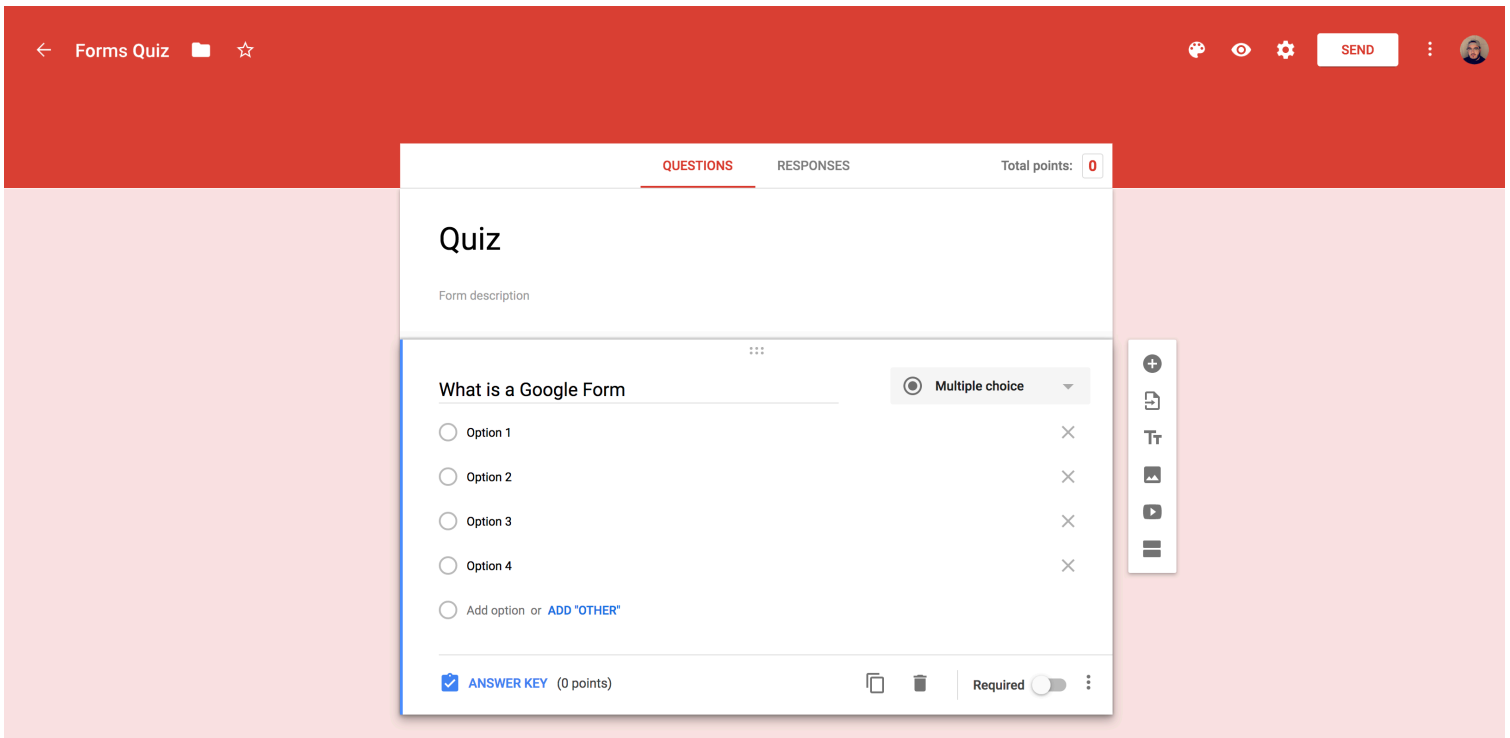 Forms Quiz SEND
QUESTIONS RESPONSES Total points: 0
Quiz
Form description
What is a Google Form Multiple choice
Option 1
Option 2
Option 3
Option 4
Add option or ADD "OTHER"
ANSWER KEY (0 points) Required